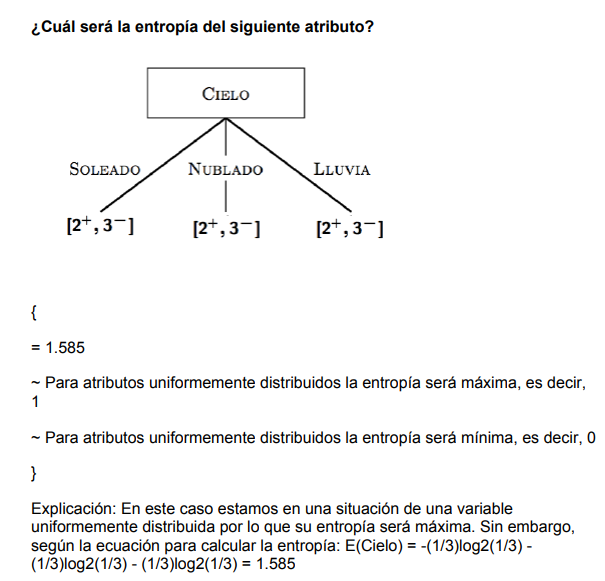 ¿Cuál será la entropía del siguiente atributo?
CIELO
SOLEADO NUBLADO LLUVIA
[2⁺, 3⁻] [2⁺, 3⁻] [2⁺, 3⁻]
{
= 1.585
~ Para atributos uniformemente distribuidos la entropía será máxima, es decir,
1
~ Para atributos uniformemente distribuidos la entropía será mínima, es decir, 0
}
Explicación: En este caso estamos en una situación de una variable
uniformemente distribuida por lo que su entropía será máxima. Sin embargo,
según la ecuación para calcular la entropía: E(Cielo) = -(1/3)log2(1/3) -
(1/3)log2(1/3) - (1/3)log2(1/3) = 1.585